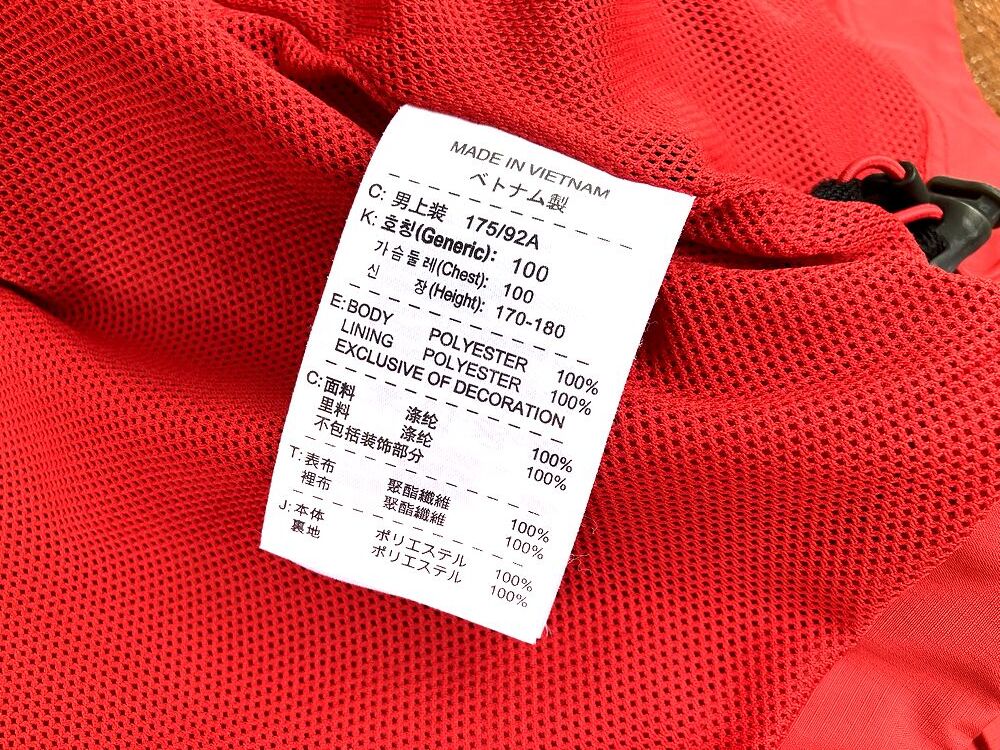 MADE IN VIETNAM
ベトナム製
C: 男上装 175/92A
K: 호칭(Generic): 100
가슴둘레(Chest): 100
신 장(Height): 170-180
E: BODY POLYESTER 100%
LINING POLYESTER 100%
EXCLUSIVE OF DECORATION
C: 面料 涤纶 100%
里料 涤纶 100%
不包括装饰部分
T: 表布 聚酯纖維 100%
裡布 聚酯纖維 100%
J: 本体 ポリエステル 100%
裏地 ポリエステル 100%